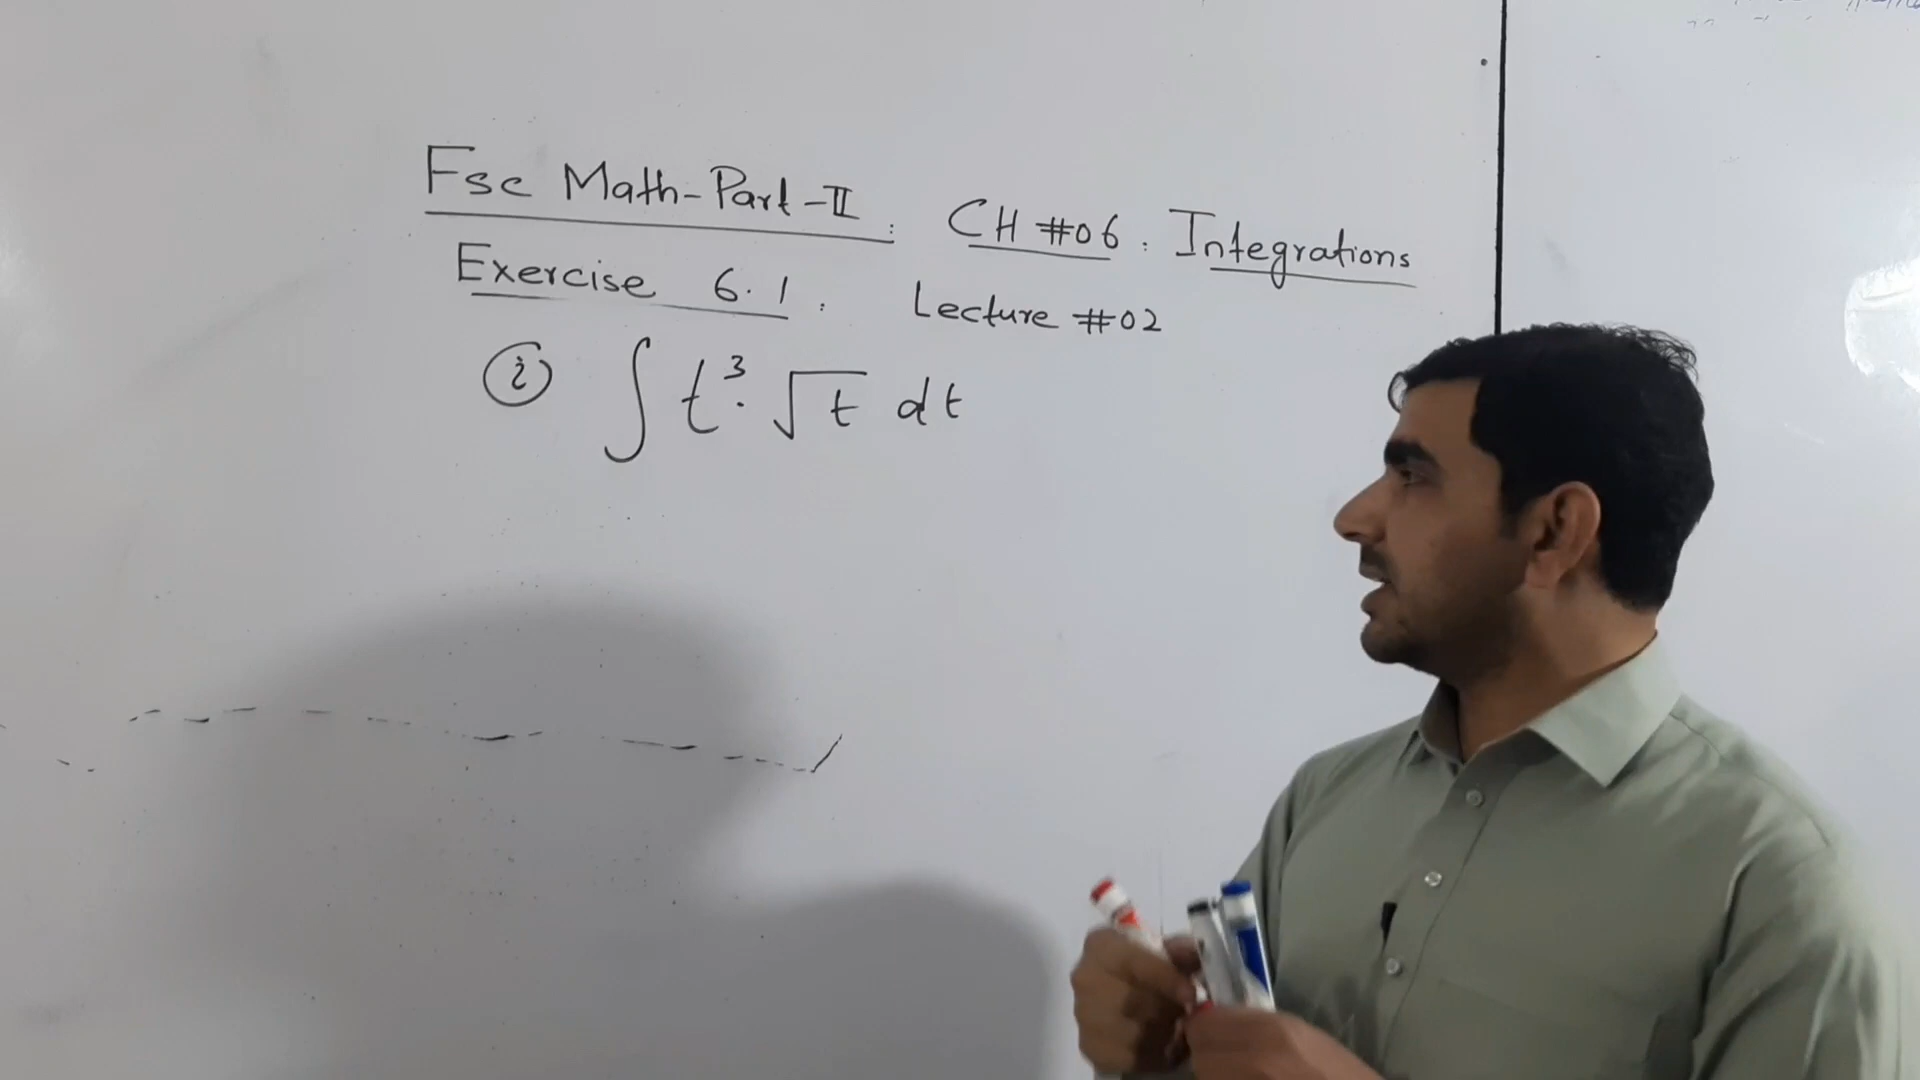 Fsc Math-Part-II : CH #06 : Integrations
Exercise 6.1 : Lecture #02
(i) ∫ t³.√t dt